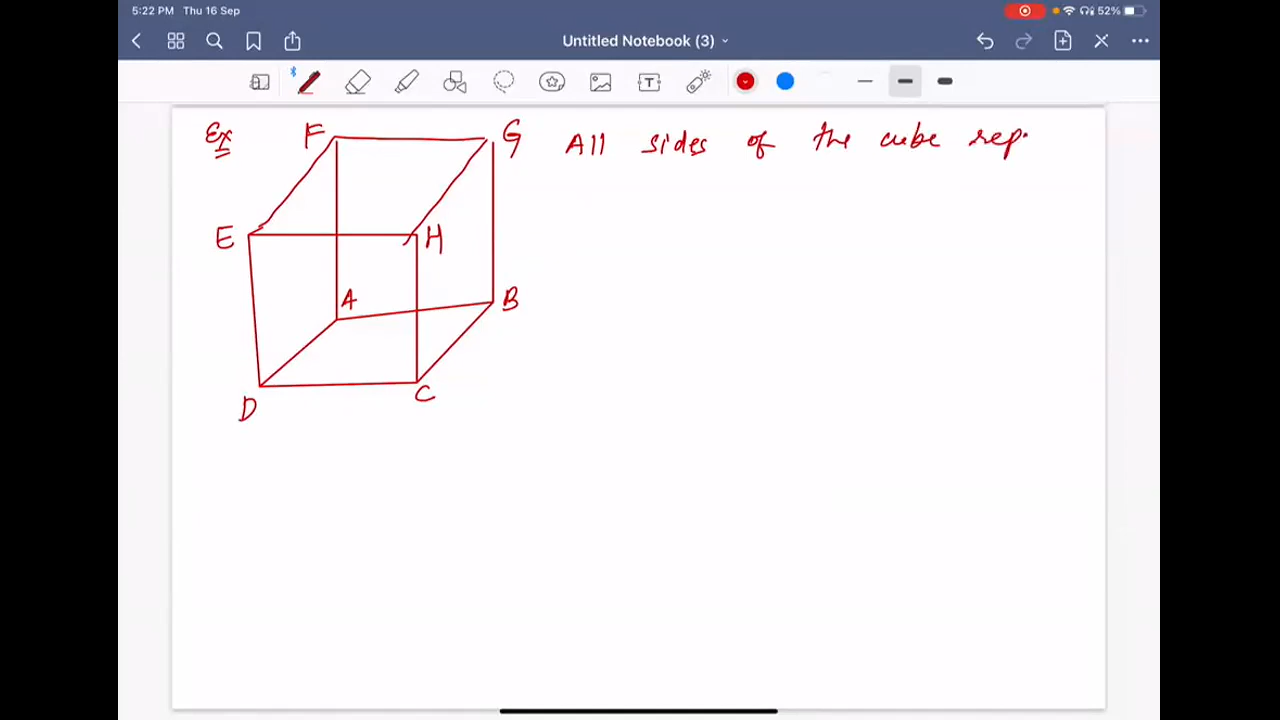 5:22 PM Thu 16 Sep 52%
Untitled Notebook (3)
Ex F G All sides of the cube rep
E H
A B
C
D